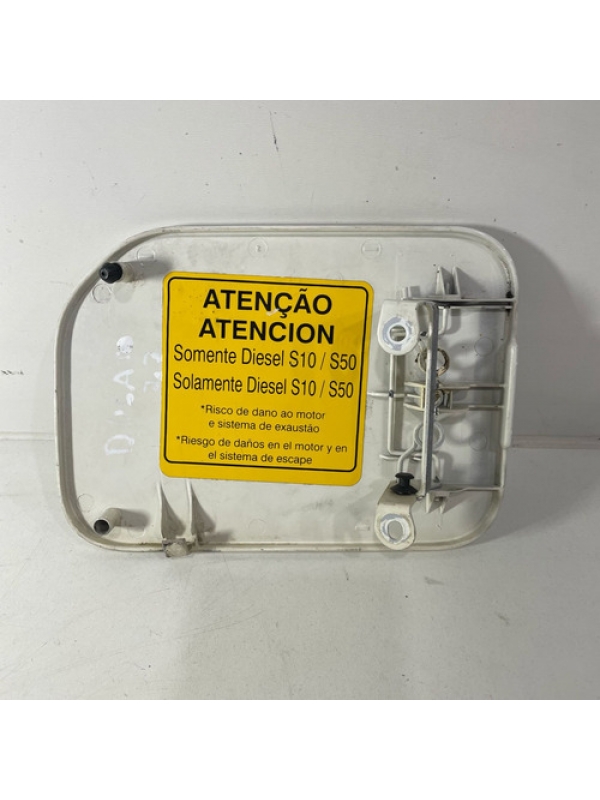 ATENÇÃO
ATENCION
Somente Diesel S10 / S50
Solamente Diesel S10 / S50
*Risco de dano ao motor
e sistema de exaustão
*Riesgo de daños en el motor y en
el sistema de escape